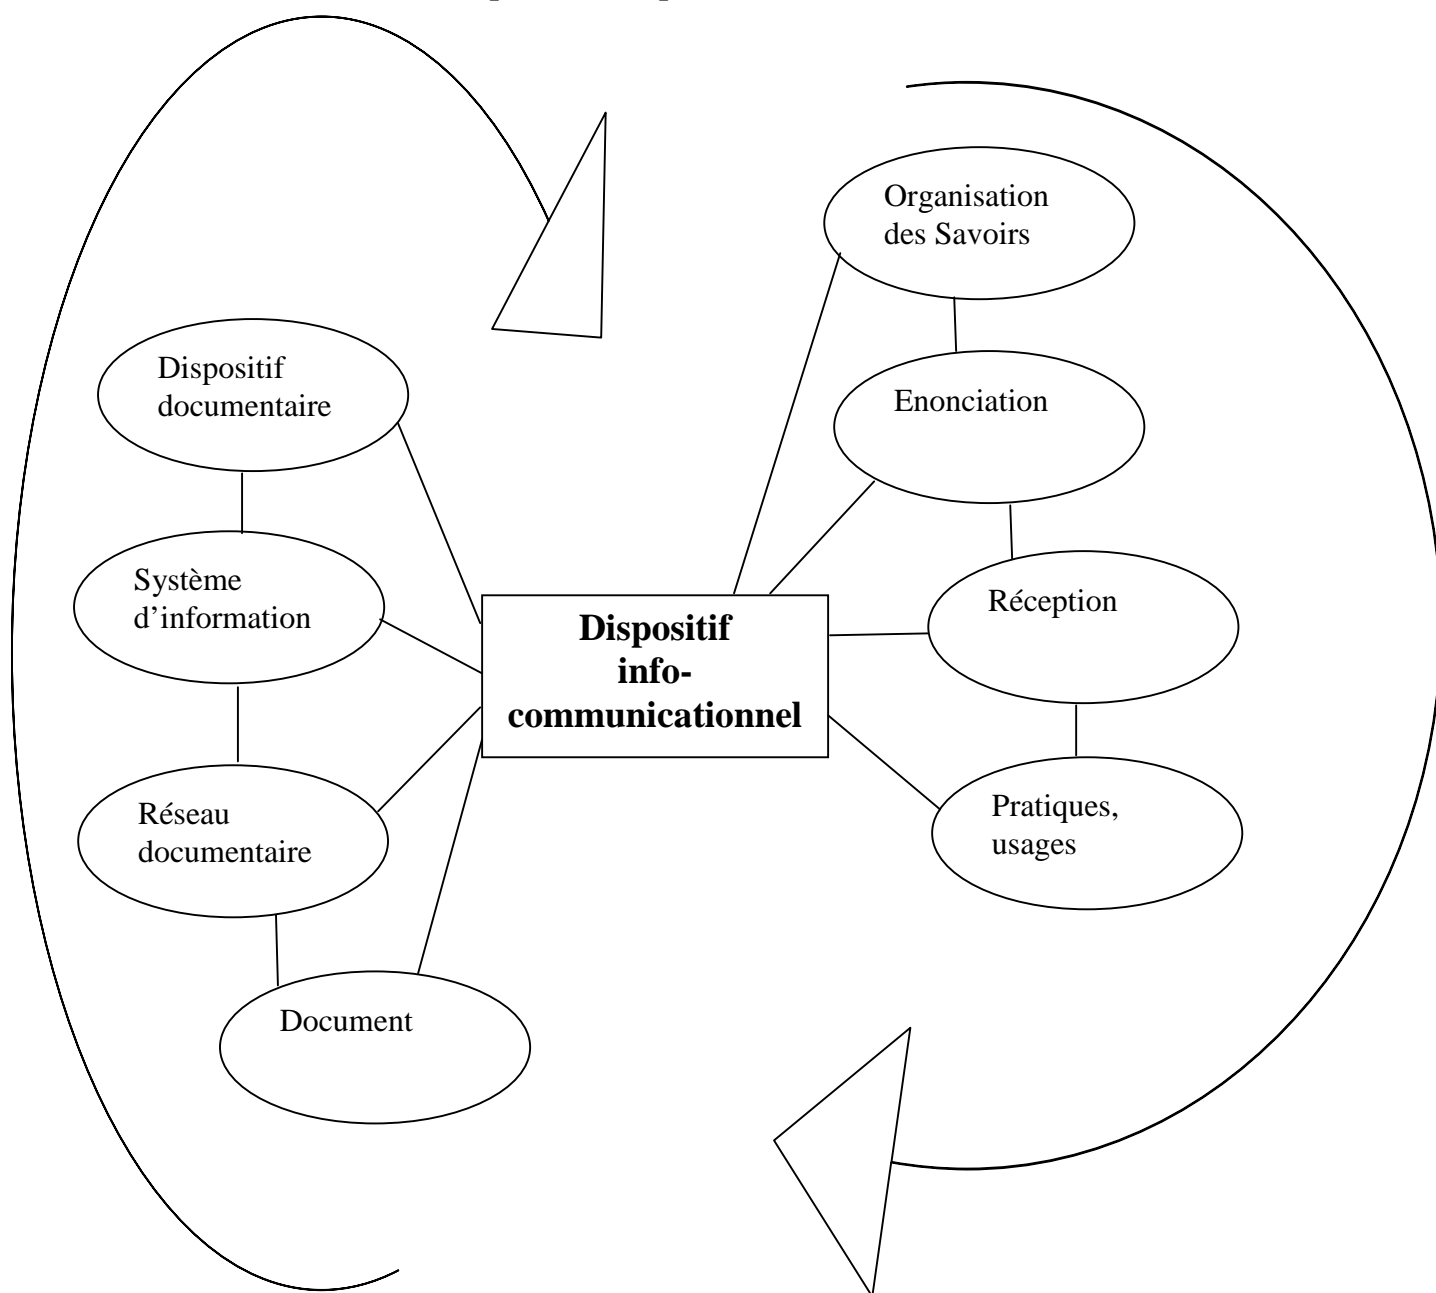 Organisation
des Savoirs
Dispositif
documentaire
Enonciation
Système
d’information
Réception
Dispositif
info-
communicationnel
Réseau
documentaire
Pratiques,
usages
Document